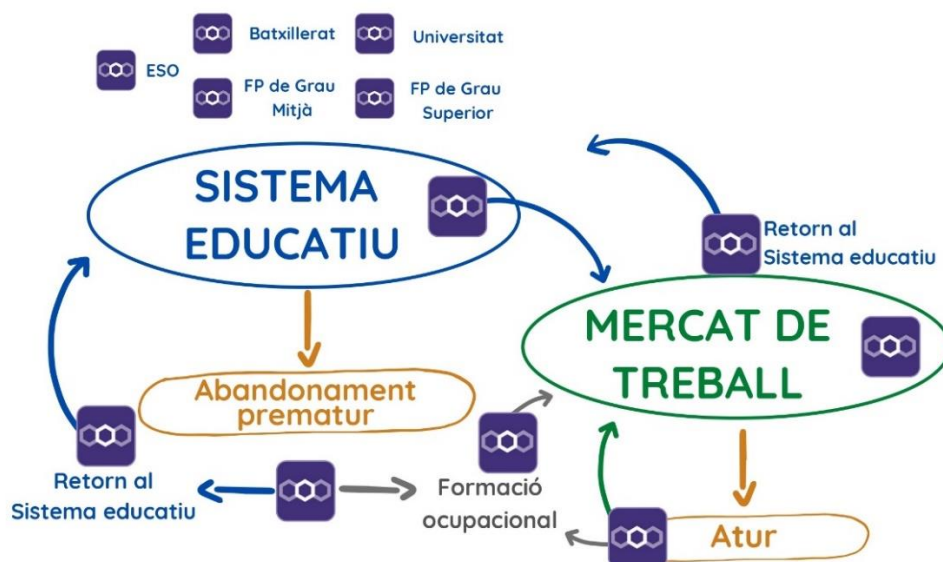 Batxillerat
Universitat
ESO
FP de Grau
Mitjà
FP de Grau
Superior
SISTEMA
EDUCATIU
Retorn al
Sistema educatiu
MERCAT DE
TREBALL
Abandonament
prematur
Retorn al
Sistema educatiu
Formació
ocupacional
Atur